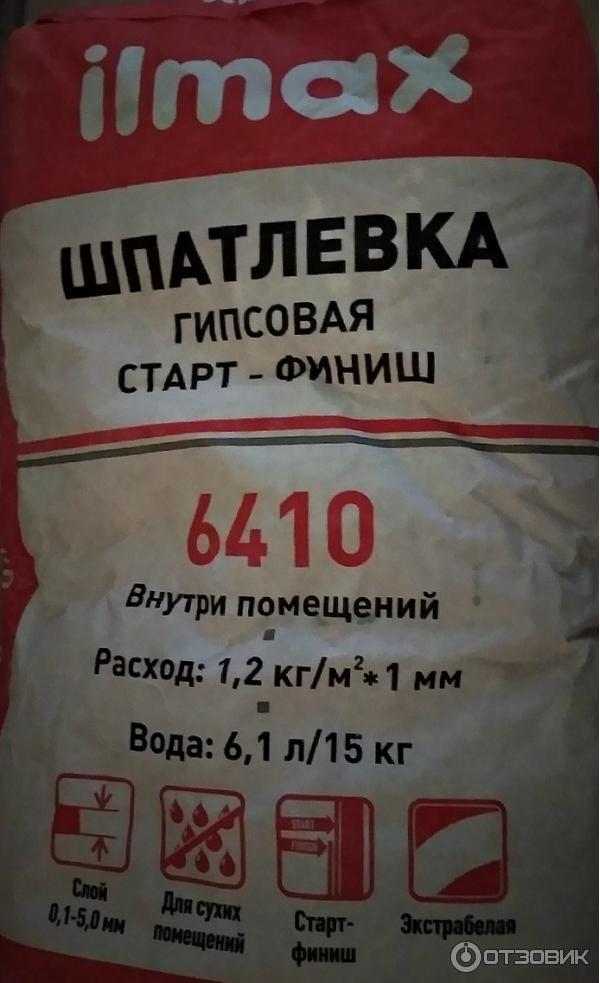 ilmax
ШПАТЛЕВКА
ГИПСОВАЯ
СТАРТ - ФИНИШ
6410
Внутри помещений
Расход: 1,2 кг/м²*1 мм
Вода: 6,1 л/15 кг
START
FINISH
Слой
0,1-5,0 мм
Для сухих
помещений
Старт-
финиш
Экстрабелая
ОТЗОВИК